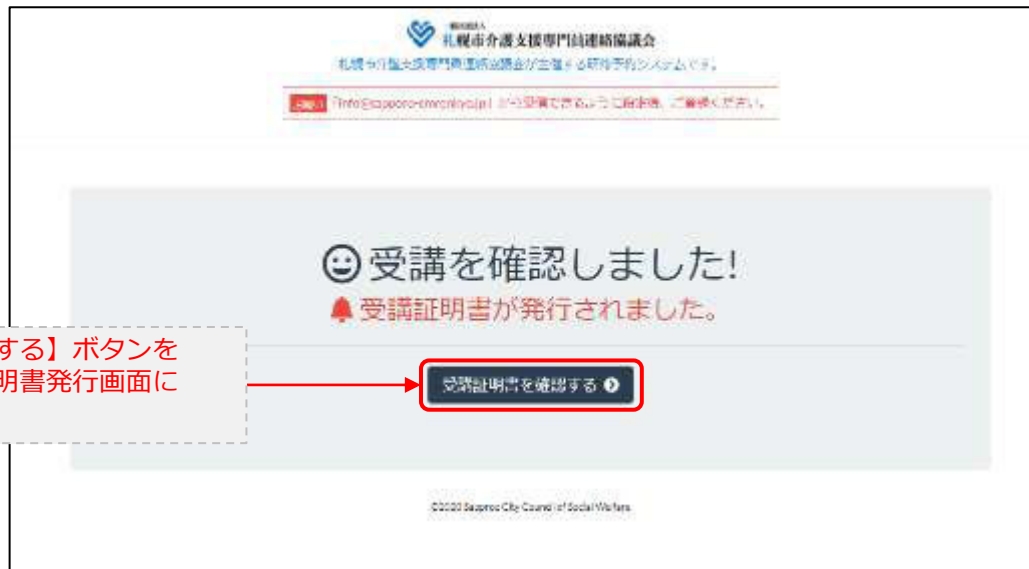 札幌市介護支援専門員連絡協議会
札幌市介護支援専門員連絡協議会が主催する研修予約システムです。
から受信できるように設定後、ご登録ください。
受講を確認しました!
受講証明書が発行されました。
する】ボタンを
明書発行画面に
受講証明書を確認する
©2020 Sapporo City Council of Social Welfare.